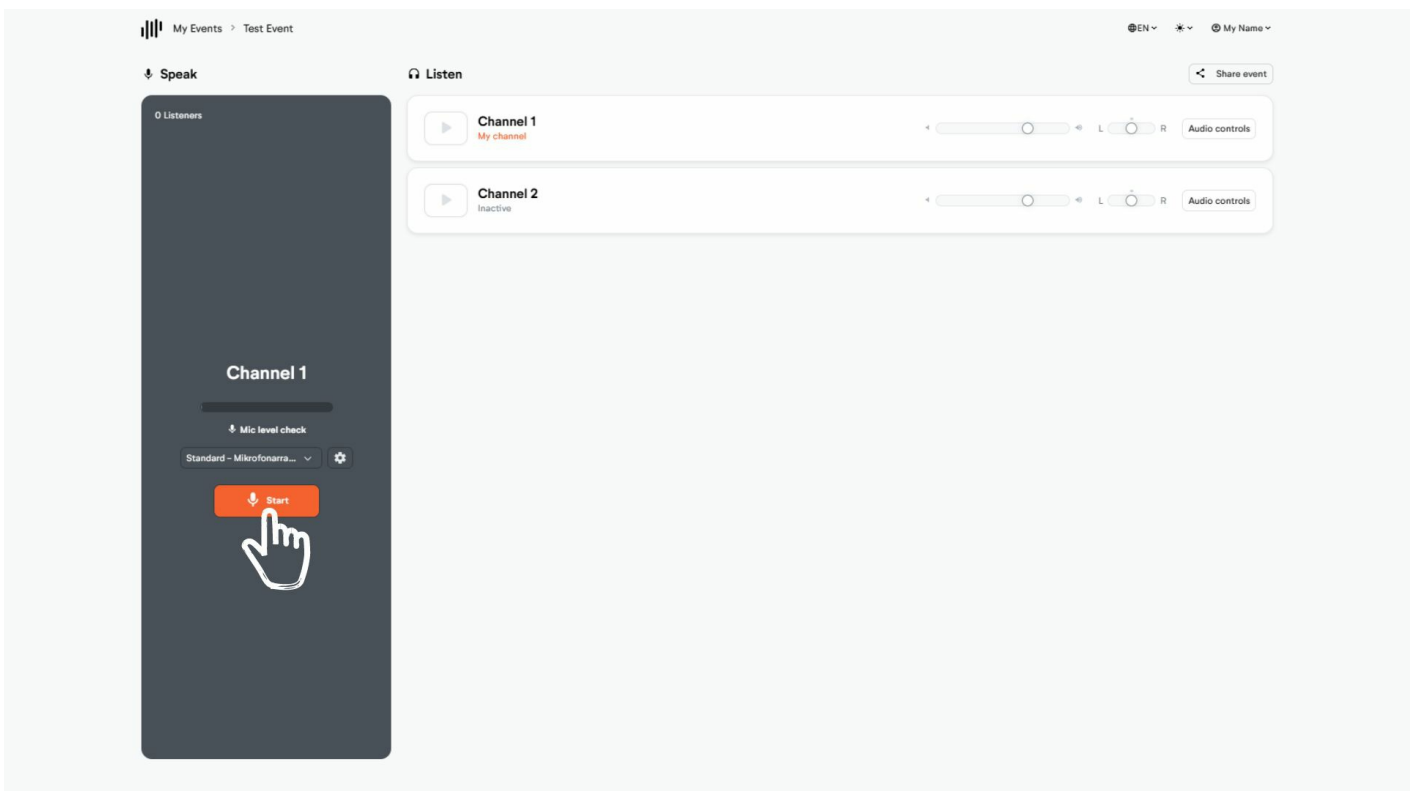 My Events > Test Event
EN
My Name
Speak
Listen
Share event
0 Listeners
Channel 1
Mic level check
Standard – Mikrofonarra...
Start
Channel 1
My channel
L R
Audio controls
Channel 2
Inactive
L R
Audio controls